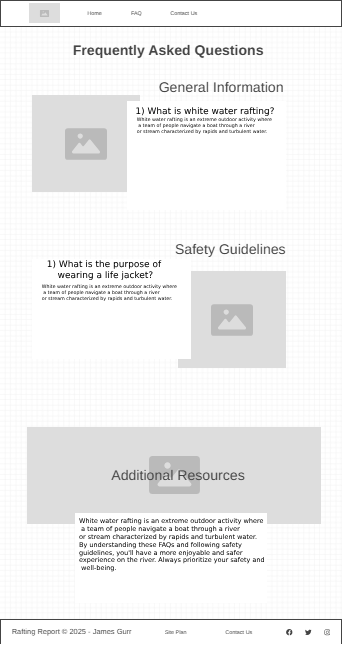 Home FAQ Contact Us
Frequently Asked Questions
General Information
1) What is white water rafting?
White water rafting is an extreme outdoor activity where
a team of people navigate a boat through a river
or stream characterized by rapids and turbulent water.
Safety Guidelines
1) What is the purpose of
wearing a life jacket?
White water rafting is an extreme outdoor activity where
a team of people navigate a boat through a river
or stream characterized by rapids and turbulent water.
Additional Resources
White water rafting is an extreme outdoor activity where
a team of people navigate a boat through a river
or stream characterized by rapids and turbulent water.
By understanding these FAQs and following safety
guidelines, you'll have a more enjoyable and safer
experience on the river. Always prioritize your safety and
well-being.
Rafting Report © 2025 - James Gurr Site Plan Contact Us